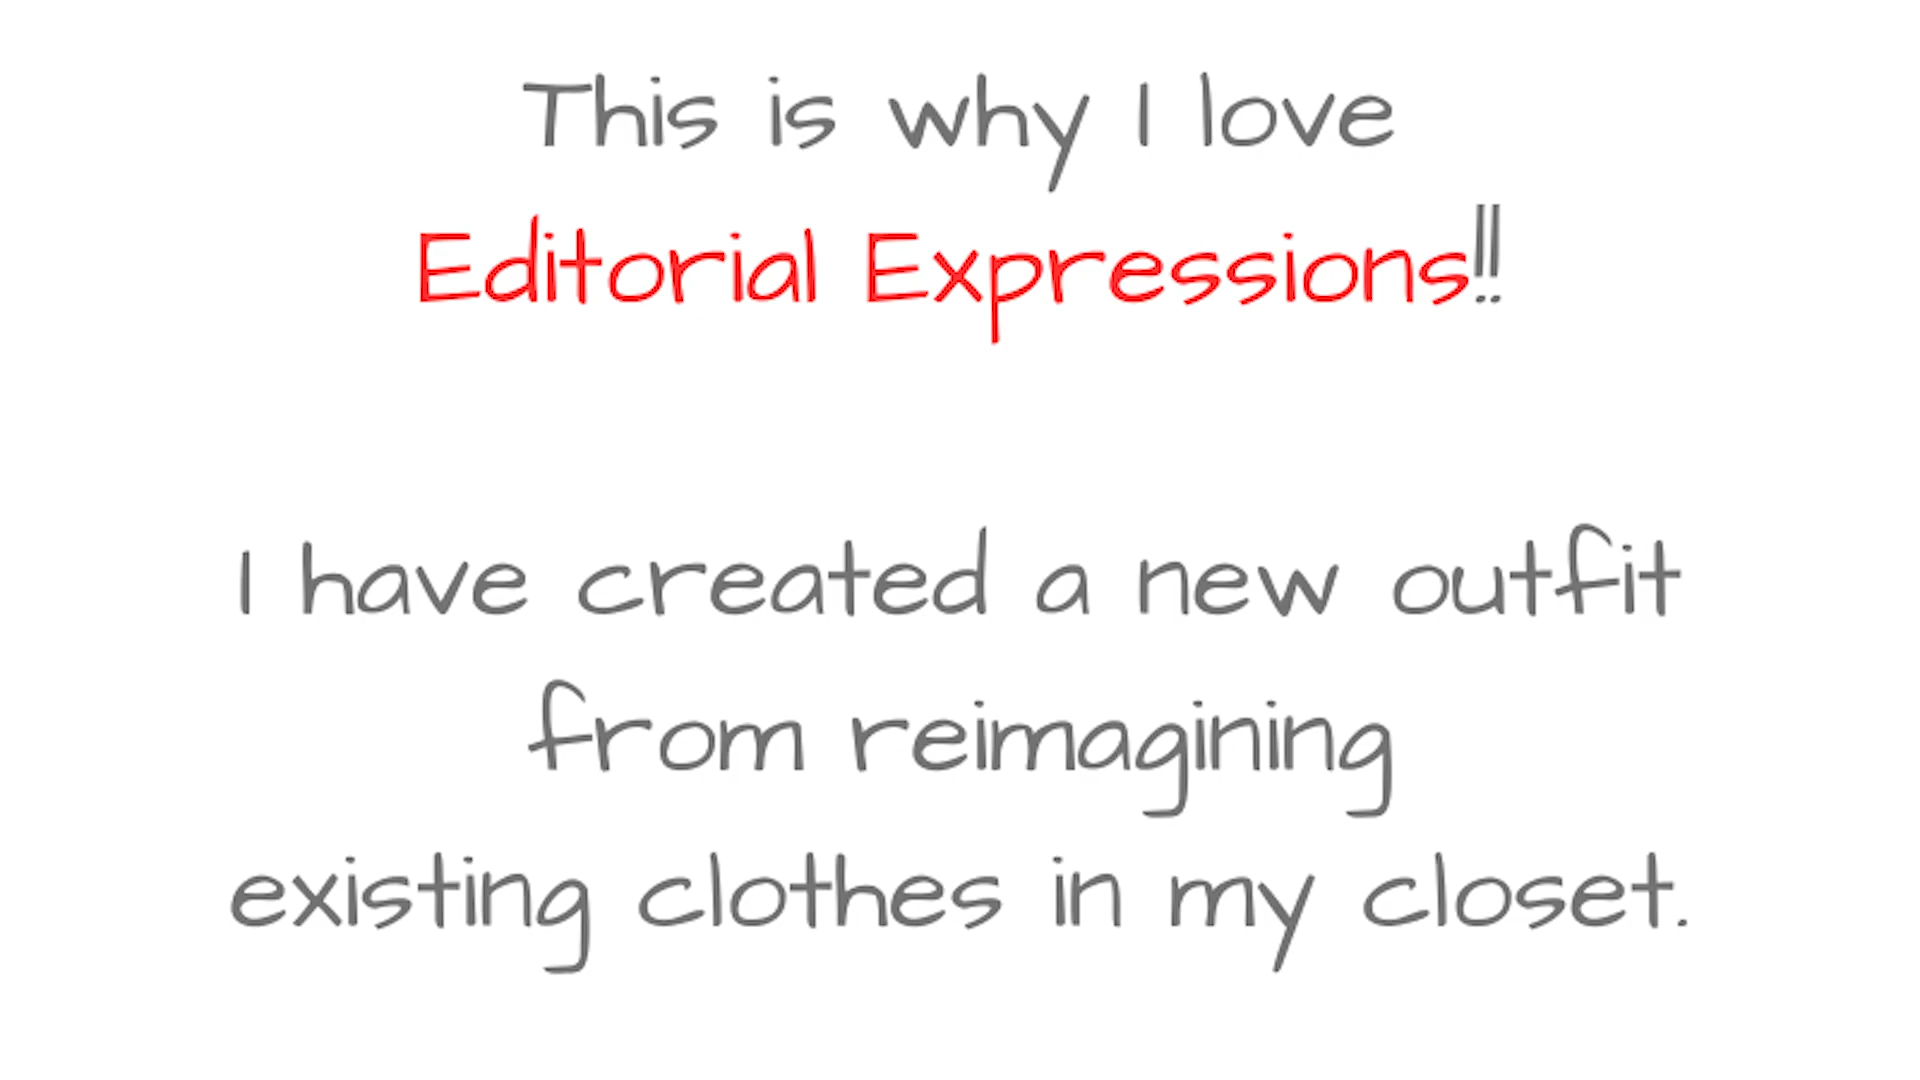 This is why I love
Editorial Expressions!!
I have created a new outfit
from reimagining
existing clothes in my closet.